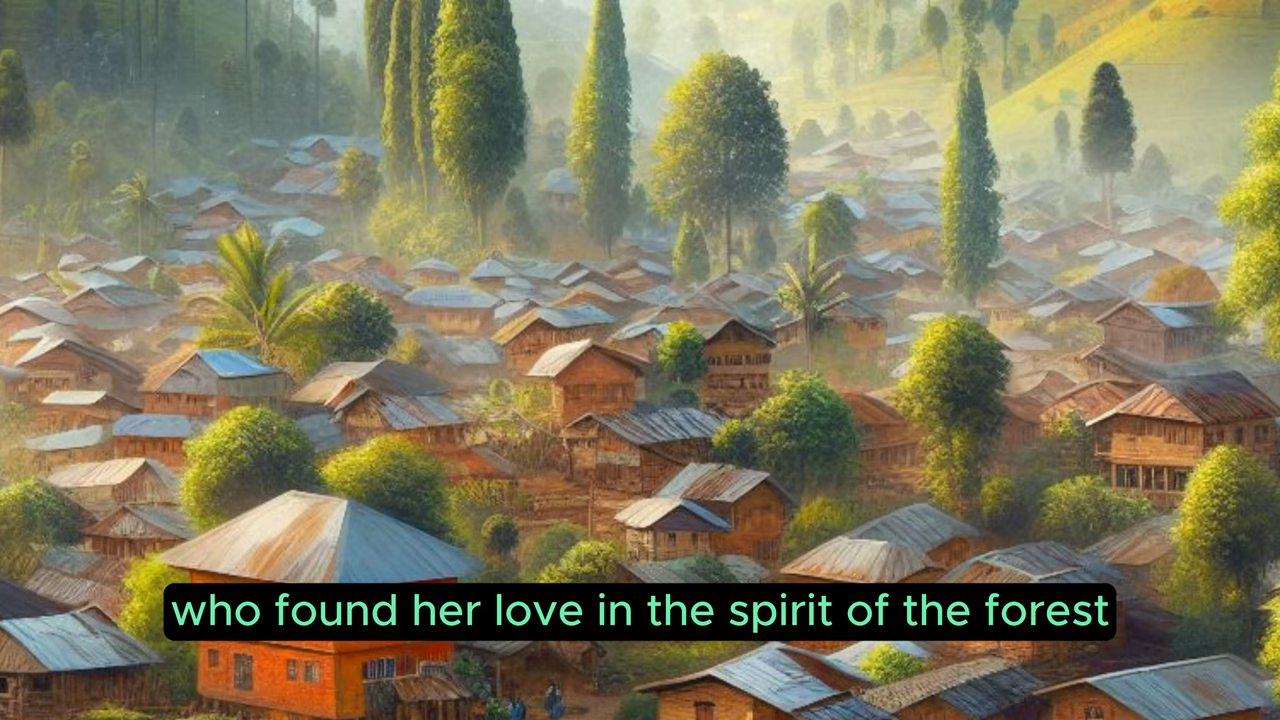 who found her love in the spirit of the forest